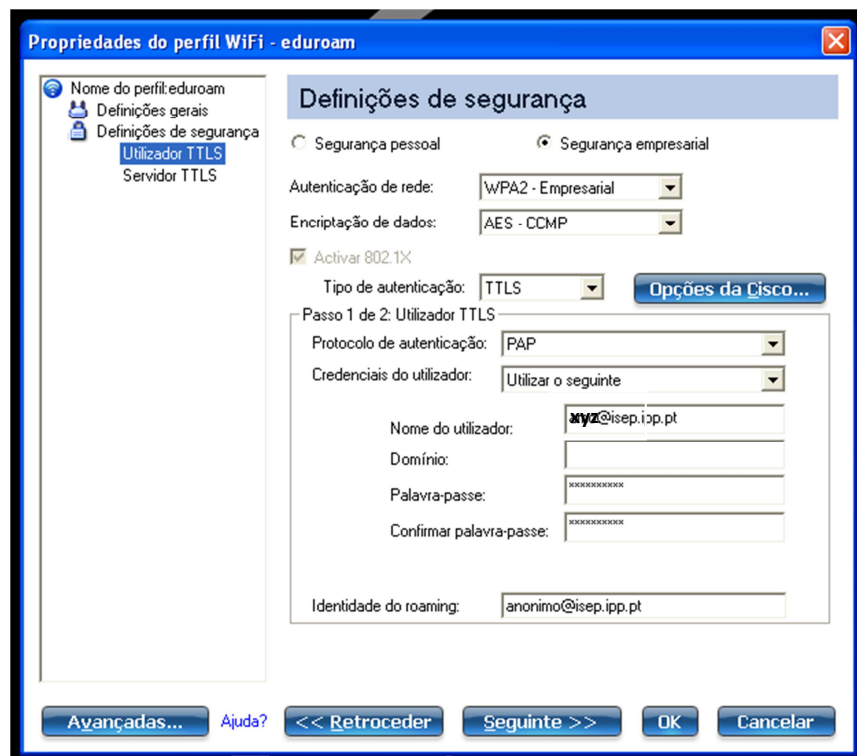 Propriedades do perfil WiFi - eduroam
Nome do perfil:eduroam
Definições gerais
Definições de segurança
Utilizador TTLS
Servidor TTLS
Definições de segurança
Segurança pessoal
Segurança empresarial
Autenticação de rede:
WPA2 - Empresarial
Encriptação de dados:
AES - CCMP
Activar 802.1X
Tipo de autenticação:
TTLS
Opções da Cisco...
Passo 1 de 2: Utilizador TTLS
Protocolo de autenticação:
PAP
Credenciais do utilizador:
Utilizar o seguinte
Nome do utilizador:
xyz@isep.ipp.pt
Domínio:
Palavra-passe:
××××××××××
Confirmar palavra-passe:
××××××××××
Identidade do roaming:
anonimo@isep.ipp.pt
Avançadas...
Ajuda?
<< Retroceder
Seguinte >>
OK
Cancelar